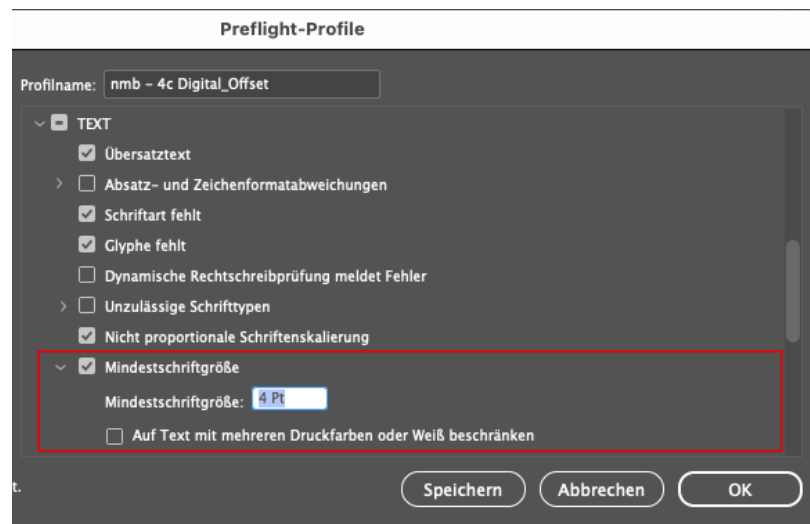 Preflight-Profile
Profilname: nmb – 4c Digital_Offset
TEXT
Übersatztext
Absatz- und Zeichenformatabweichungen
Schriftart fehlt
Glyphe fehlt
Dynamische Rechtschreibprüfung meldet Fehler
Unzulässige Schrifttypen
Nicht proportionale Schriftenskalierung
Mindestschriftgröße
Mindestschriftgröße: 4 Pt
Auf Text mit mehreren Druckfarben oder Weiß beschränken
t. Speichern Abbrechen OK